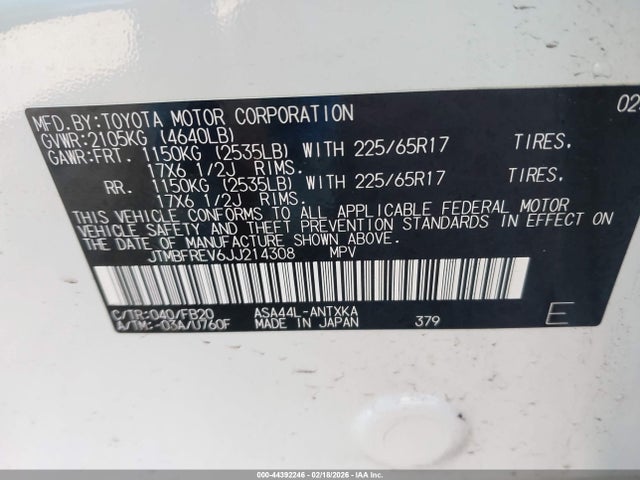 MFD.BY:TOYOTA MOTOR CORPORATION
GVWR:2105KG (4640LB)
GAWR:FRT. 1150KG (2535LB) WITH 225/65R17 TIRES.
17X6 1/2J RIMS.
RR. 1150KG (2535LB) WITH 225/65R17 TIRES.
17X6 1/2J RIMS.
THIS VEHICLE CONFORMS TO ALL APPLICABLE FEDERAL MOTOR
VEHICLE SAFETY AND THEFT PREVENTION STANDARDS IN EFFECT ON
THE DATE OF MANUFACTURE SHOWN ABOVE.
JTMBFREV6JJ214308 MPV
C/TR:040/FB20 ASA44L-ANTXKA
A/TM:-03A/U760F MADE IN JAPAN 379 E
000-44392246 - 02/18/2026 - IAA, Inc.